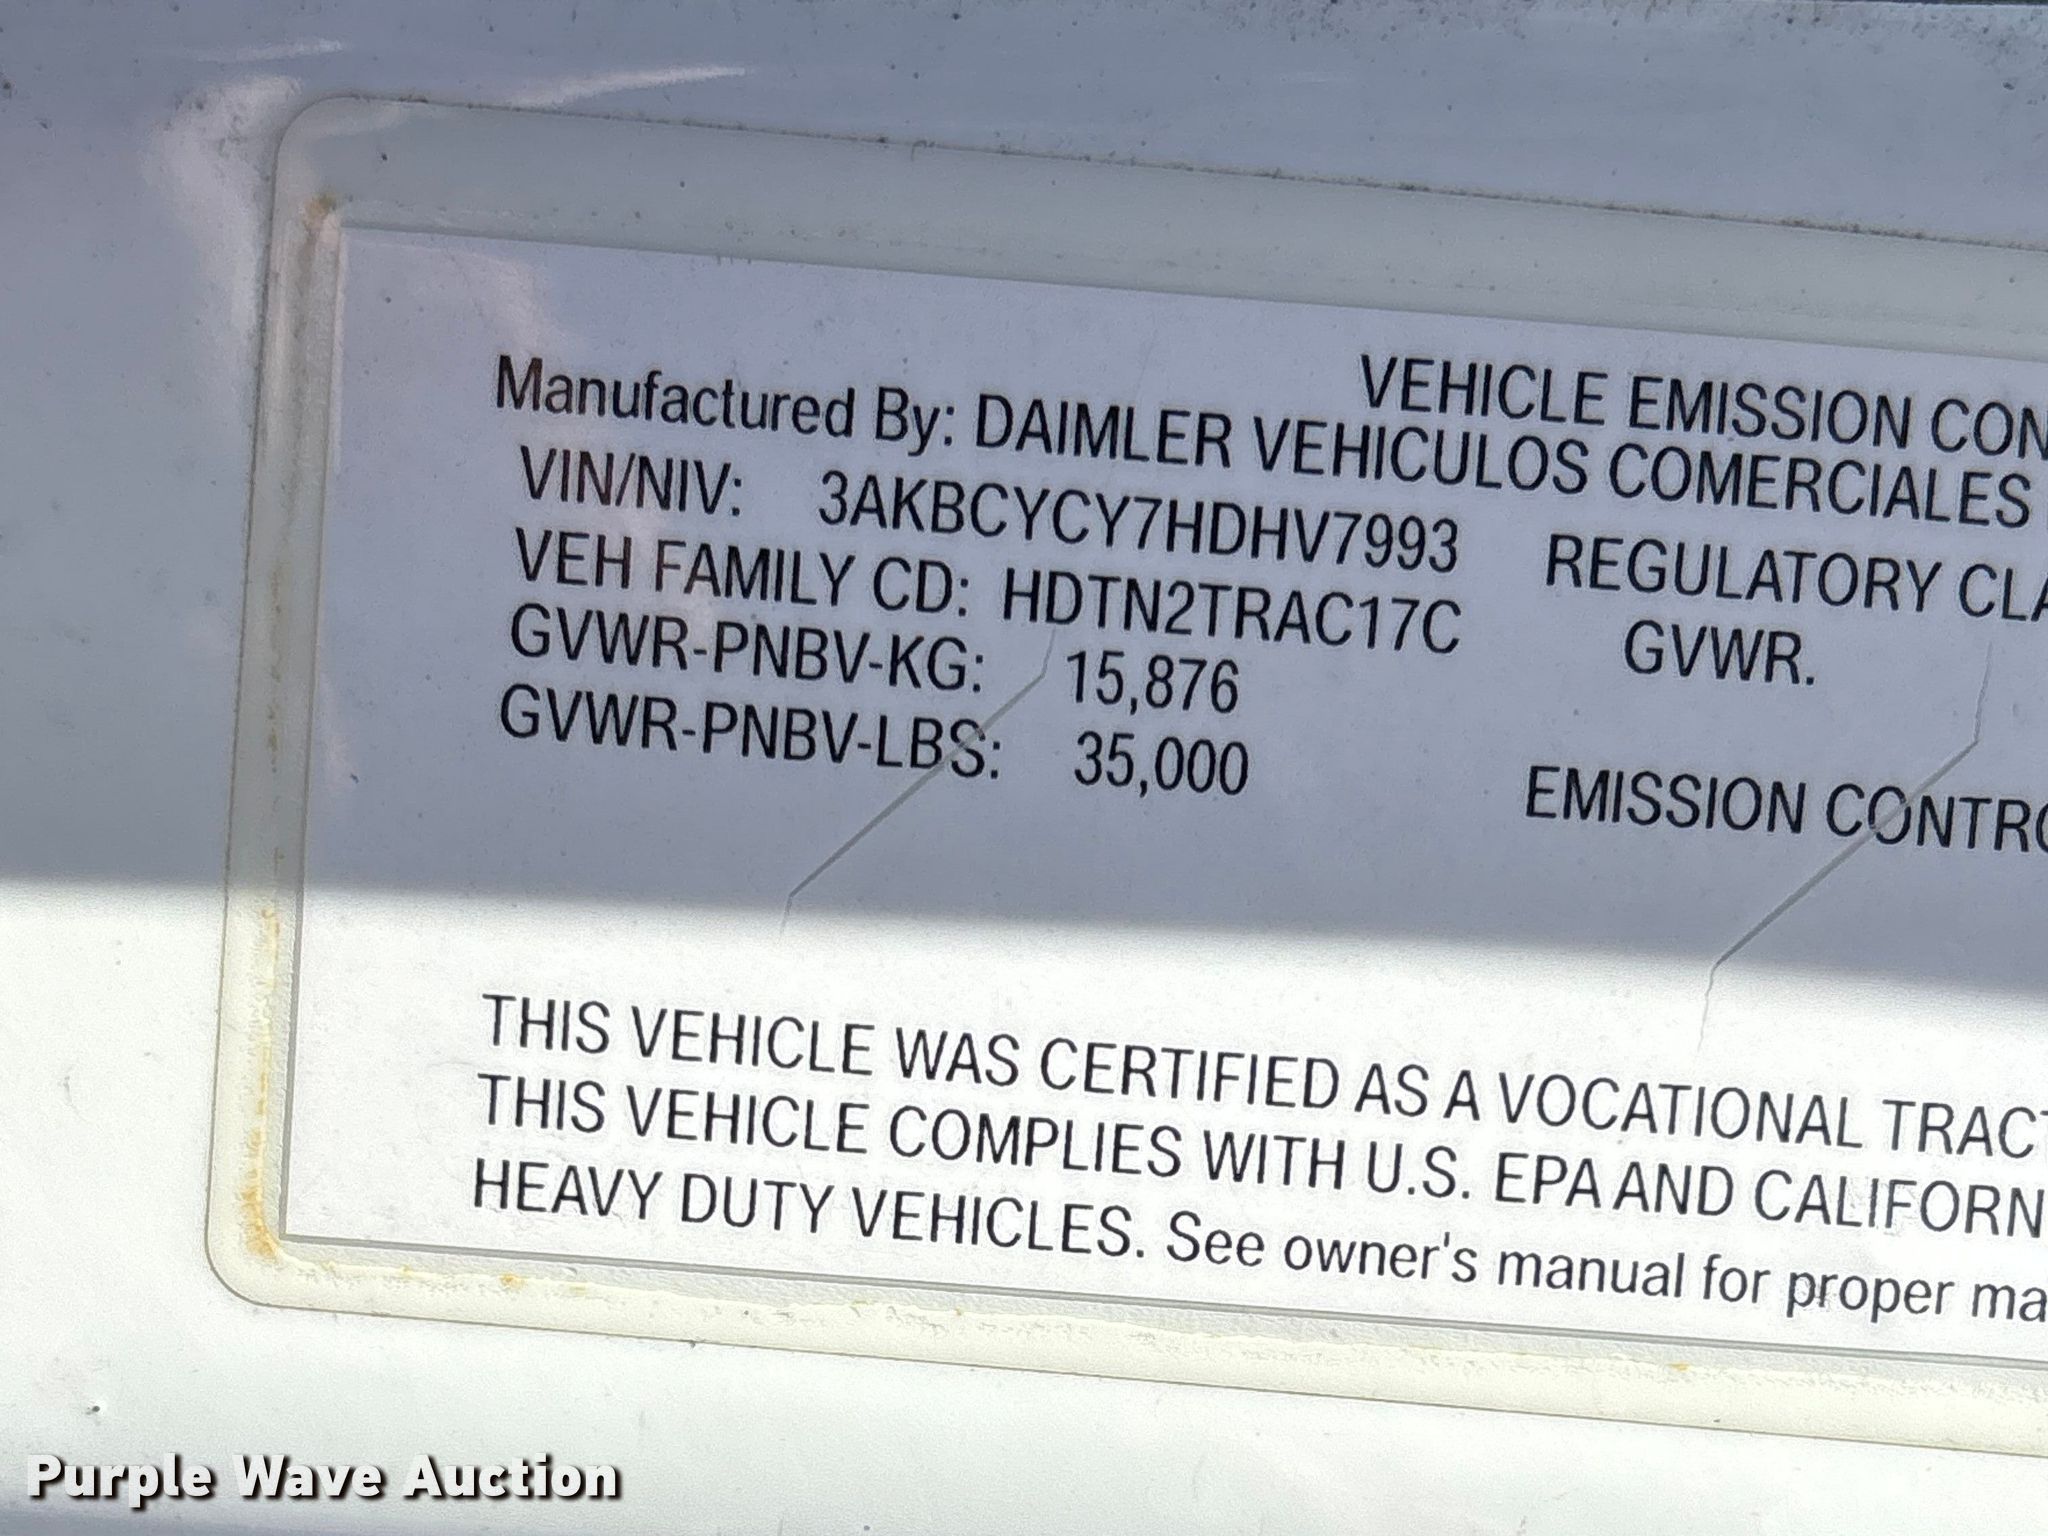 VEHICLE EMISSION CON
Manufactured By: DAIMLER VEHICULOS COMERCIALES
VIN/NIV: 3AKBCYCY7HDHV7993 REGULATORY CLA
VEH FAMILY CD: HDTN2TRAC17C GVWR.
GVWR-PNBV-KG: 15,876
GVWR-PNBV-LBS: 35,000 EMISSION CONTRO
THIS VEHICLE WAS CERTIFIED AS A VOCATIONAL TRACT
THIS VEHICLE COMPLIES WITH U.S. EPA AND CALIFORN
HEAVY DUTY VEHICLES. See owner's manual for proper ma
Purple Wave Auction